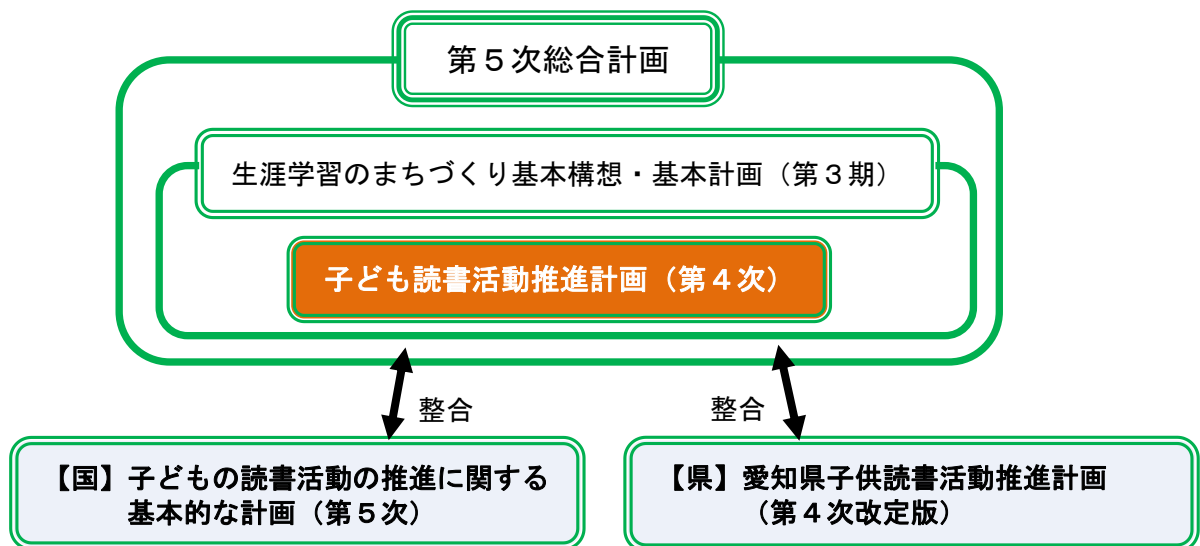 第５次総合計画
生涯学習のまちづくり基本構想・基本計画（第３期）
子ども読書活動推進計画（第４次）
整合
整合
【国】子どもの読書活動の推進に関する
基本的な計画（第５次）
【県】愛知県子供読書活動推進計画
（第４次改定版）